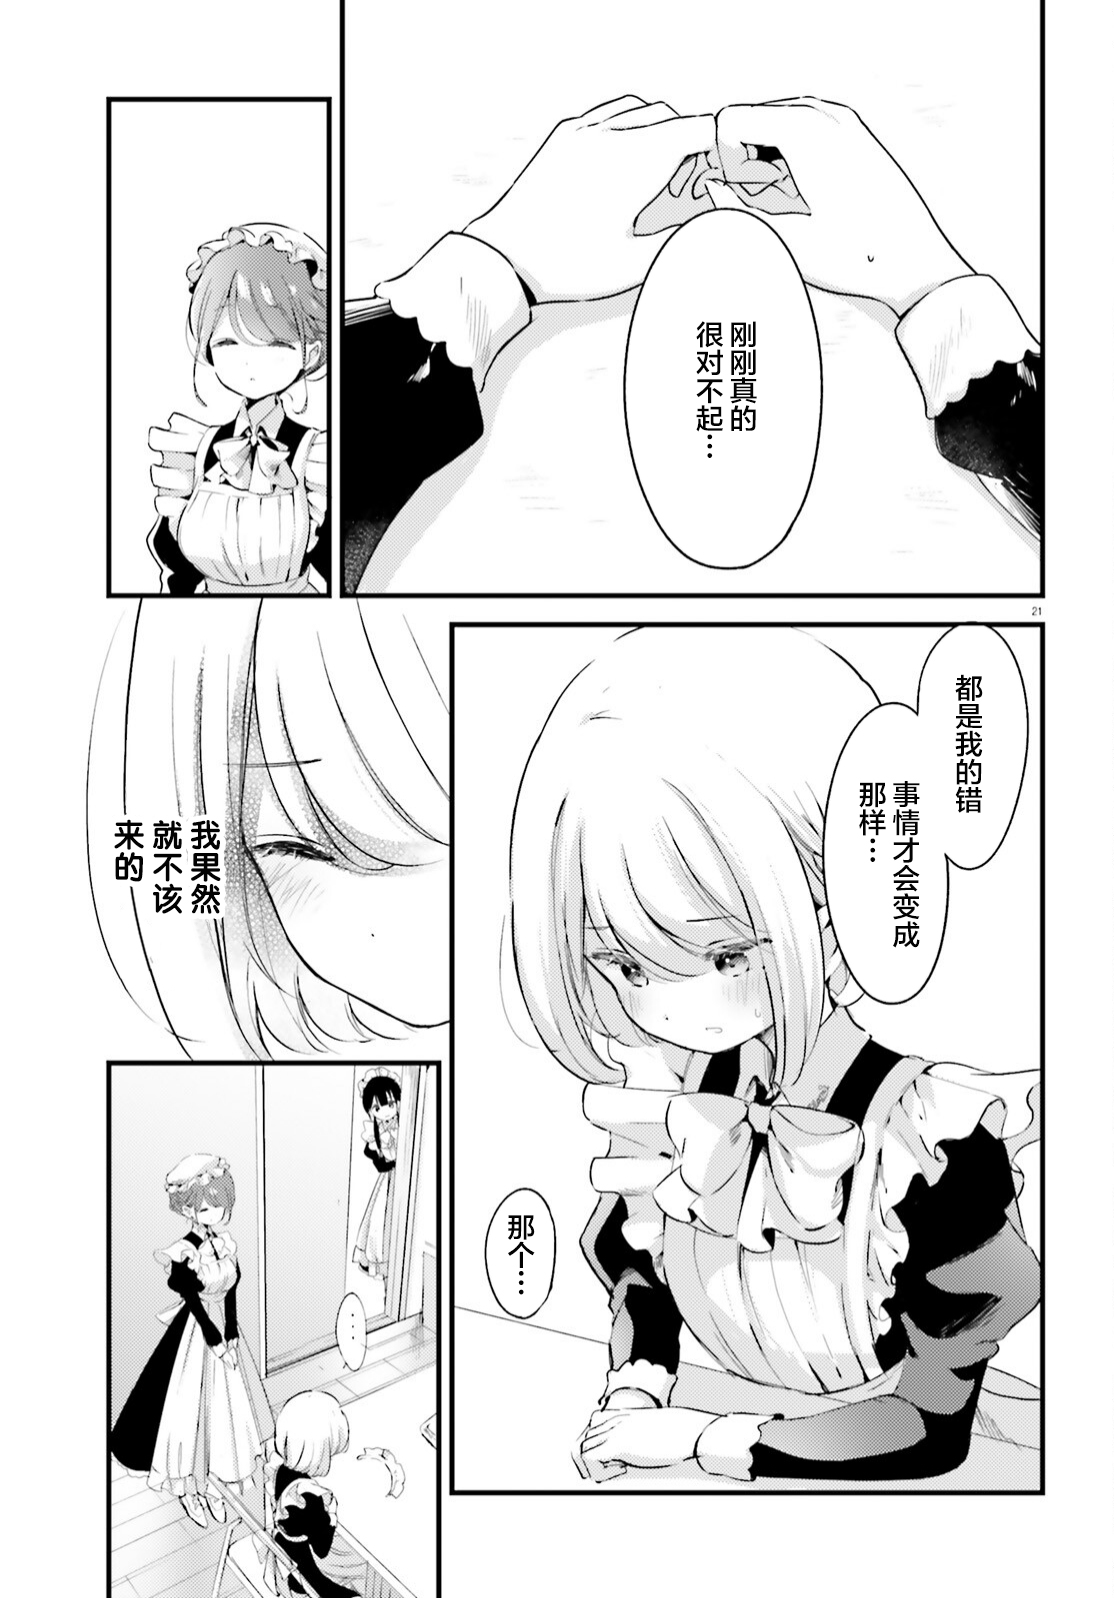 刚刚真的
很对不起…
21
都是我的错
事情才会变成
那样…
那个…
我果然
就不该
来的
…